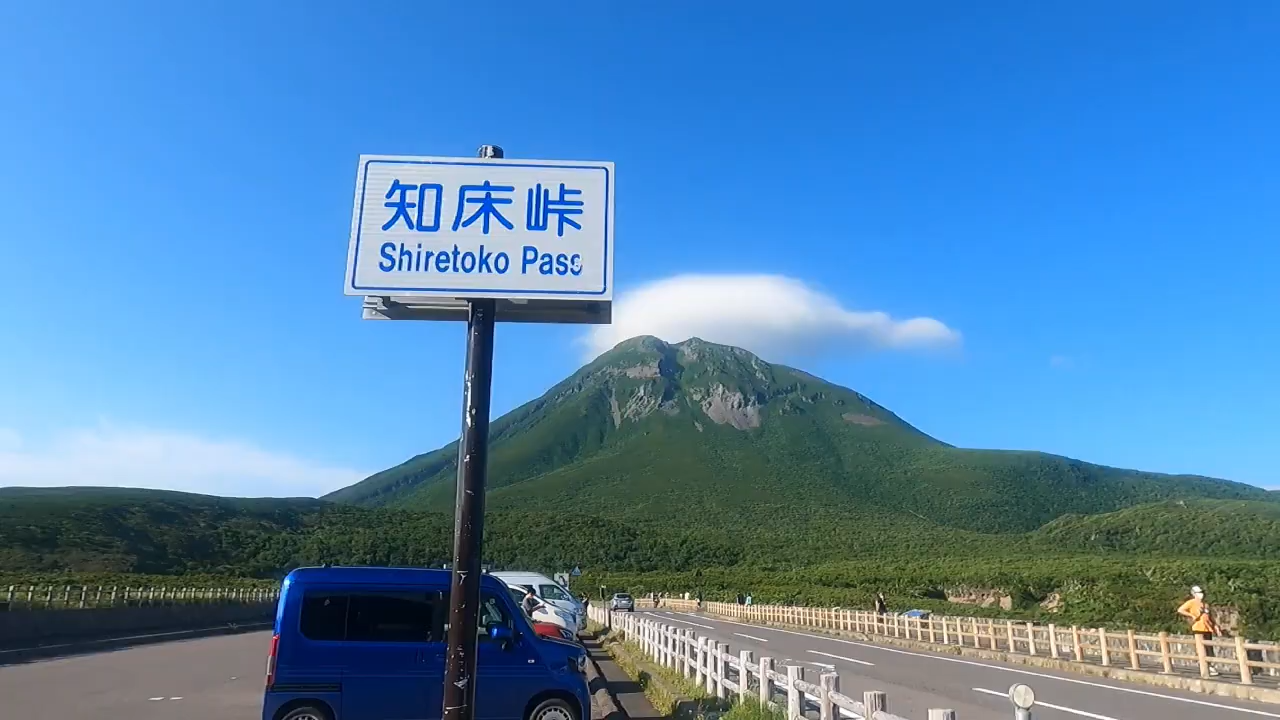 知床峠
Shiretoko Pass